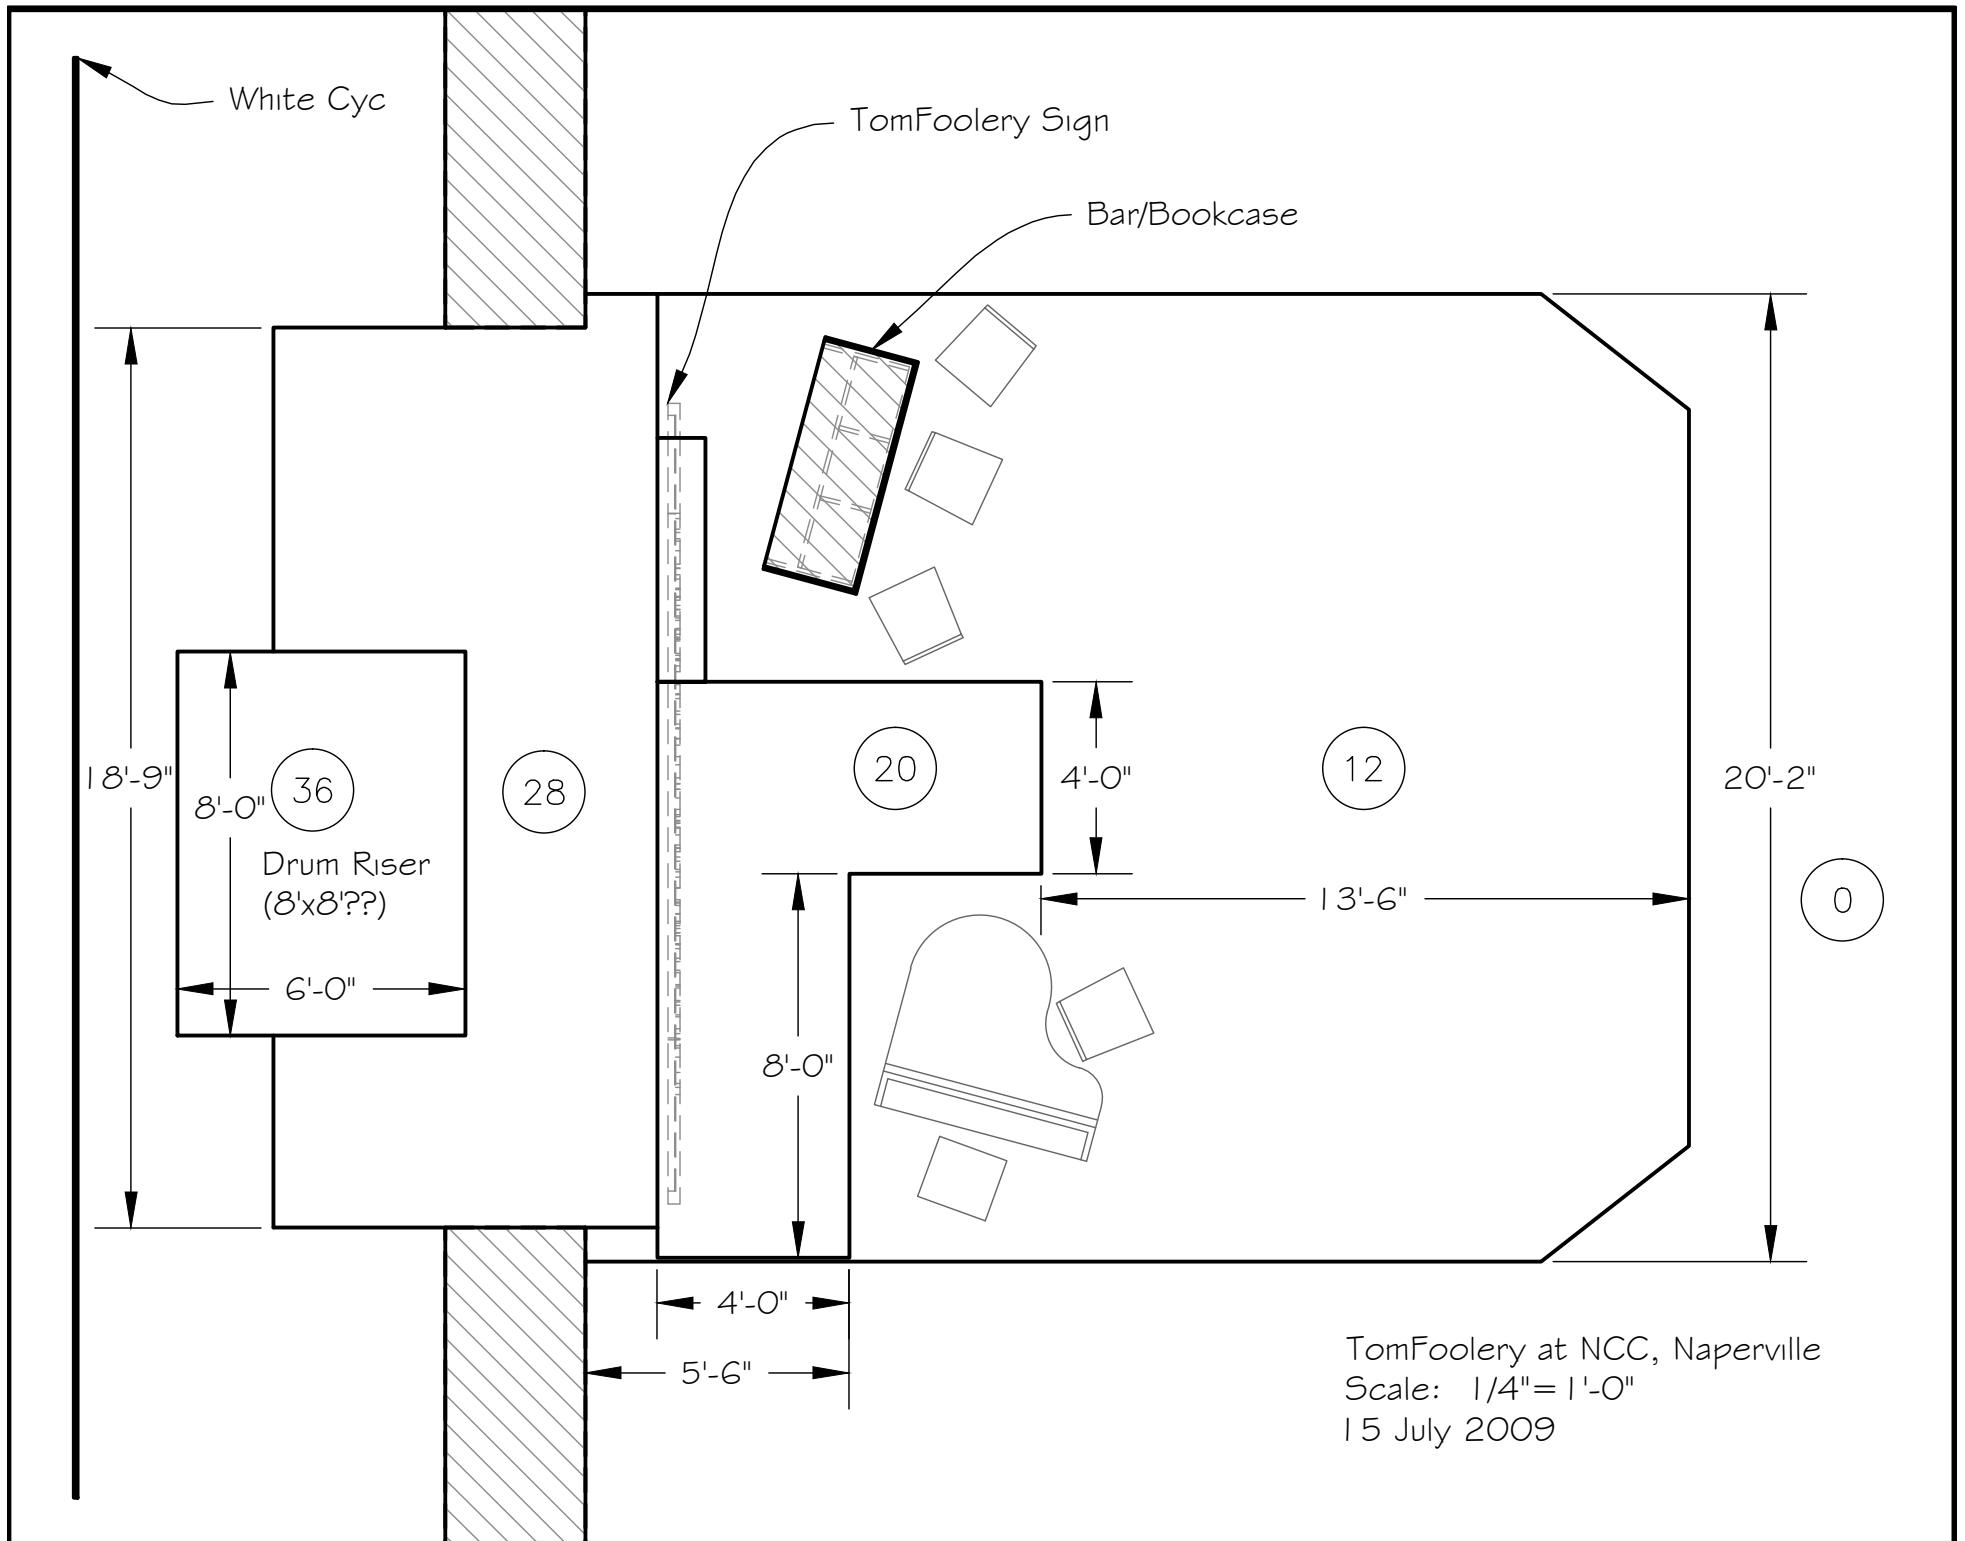 White Cyc
TomFoolery Sign
Bar/Bookcase
18'-9"
8'-0"
36
28
20
4'-0"
12
20'-2"
Drum Riser
(8'x8'??)
13'-6"
0
6'-0"
8'-0"
4'-0"
5'-6"
TomFoolery at NCC, Naperville
Scale: 1/4"=1'-0"
15 July 2009